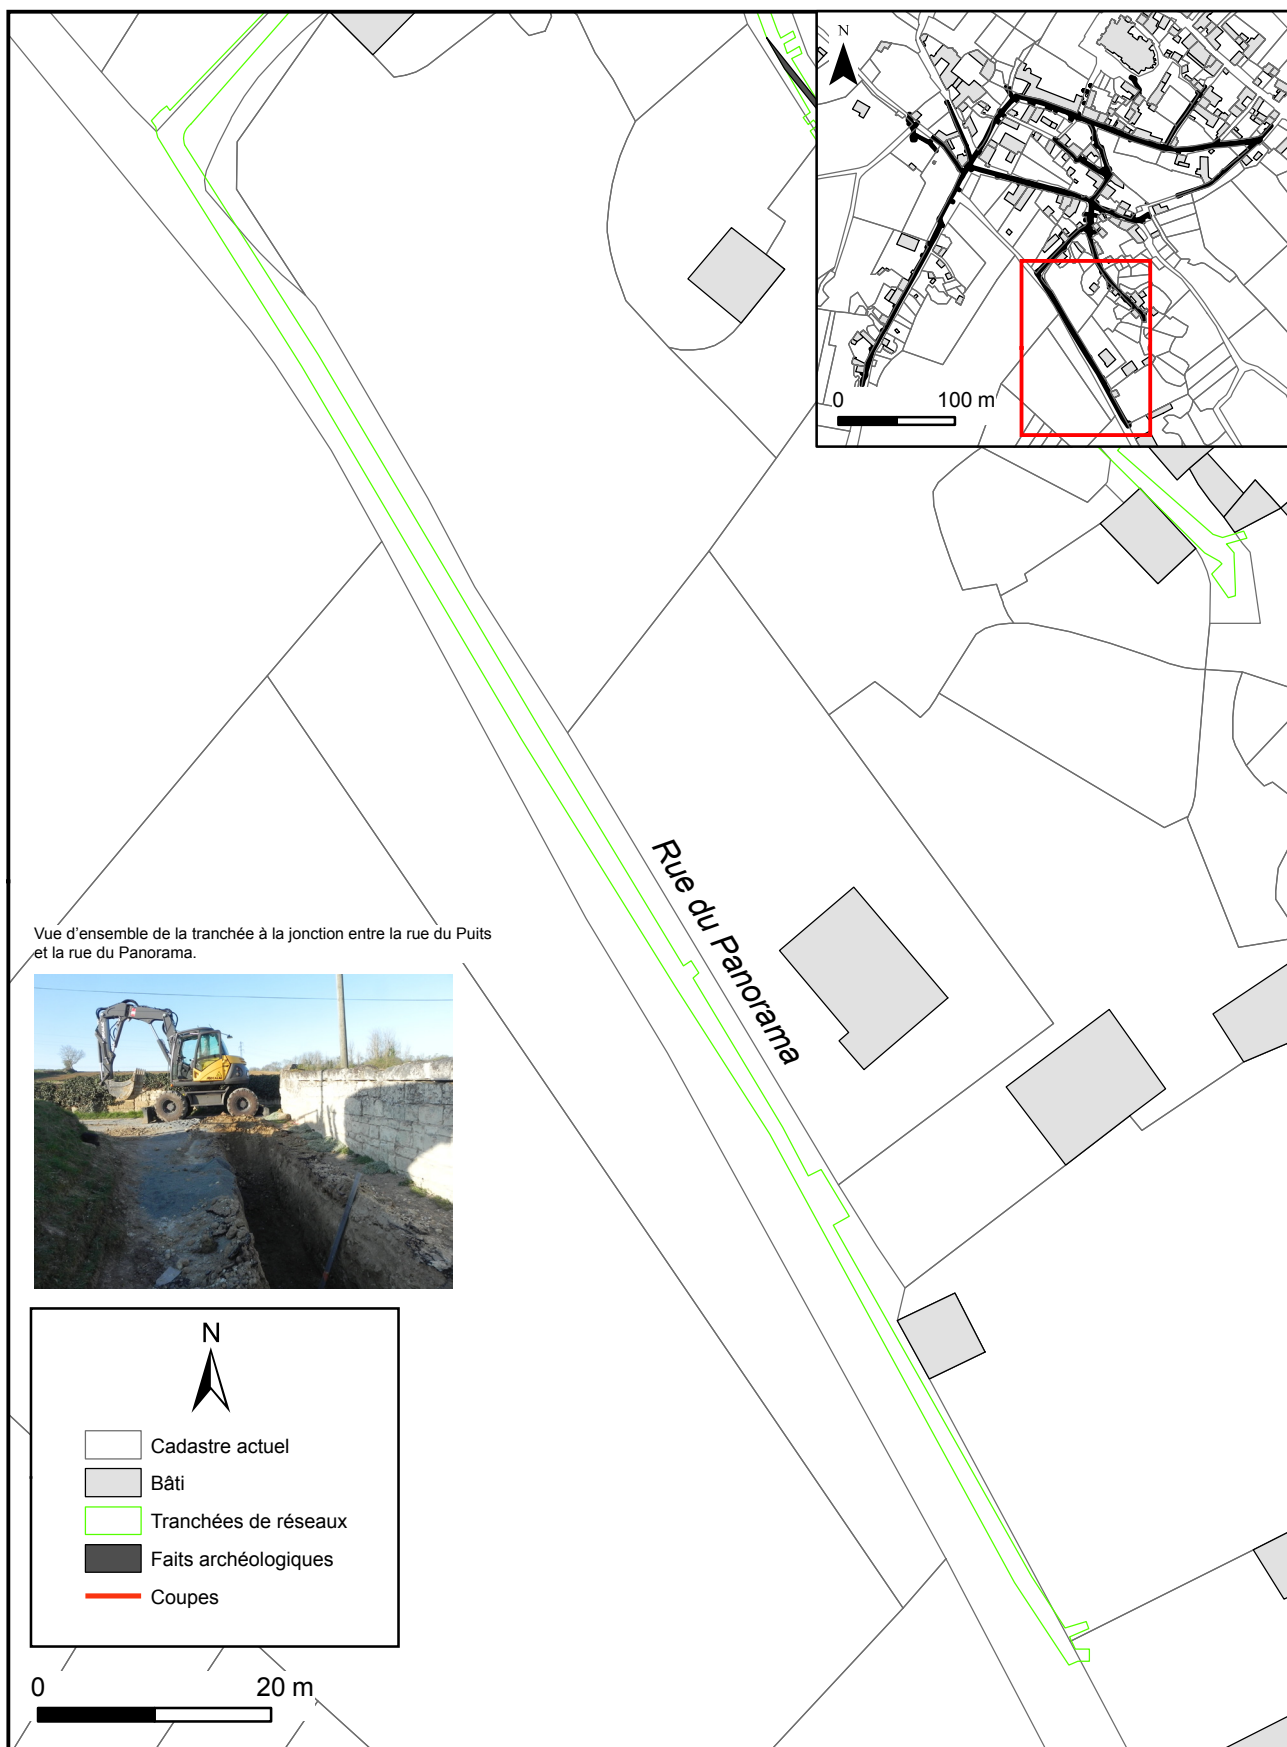 N
0
100 m
Rue du Panorama
Vue d'ensemble de la tranchée à la jonction entre la rue du Puits
et la rue du Panorama.
N
Cadastre actuel
Bâti
Tranchées de réseaux
Faits archéologiques
Coupes
0
20 m